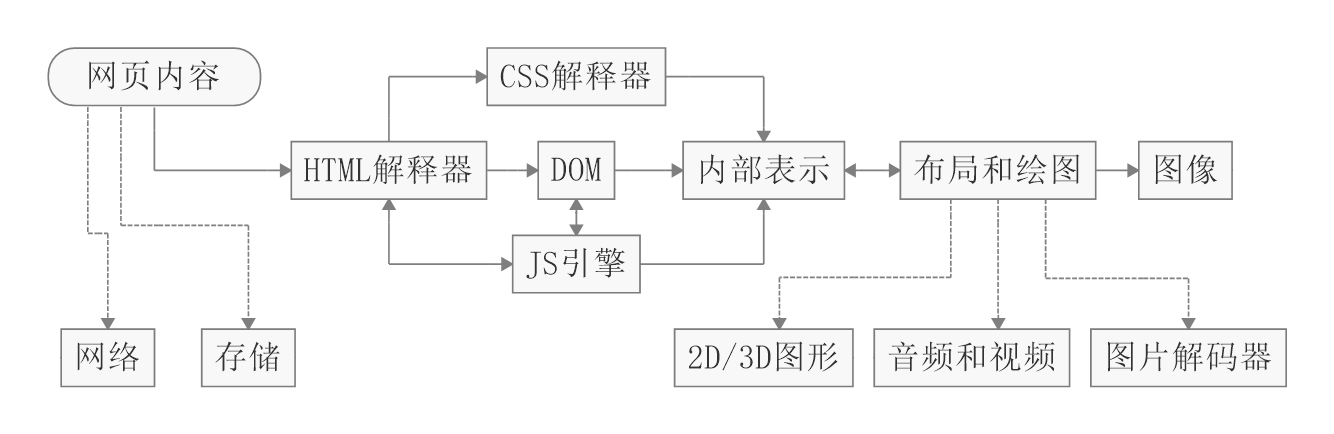 网页内容
CSS解释器
HTML解释器
DOM
内部表示
布局和绘图
图像
JS引擎
网络
存储
2D/3D图形
音频和视频
图片解码器